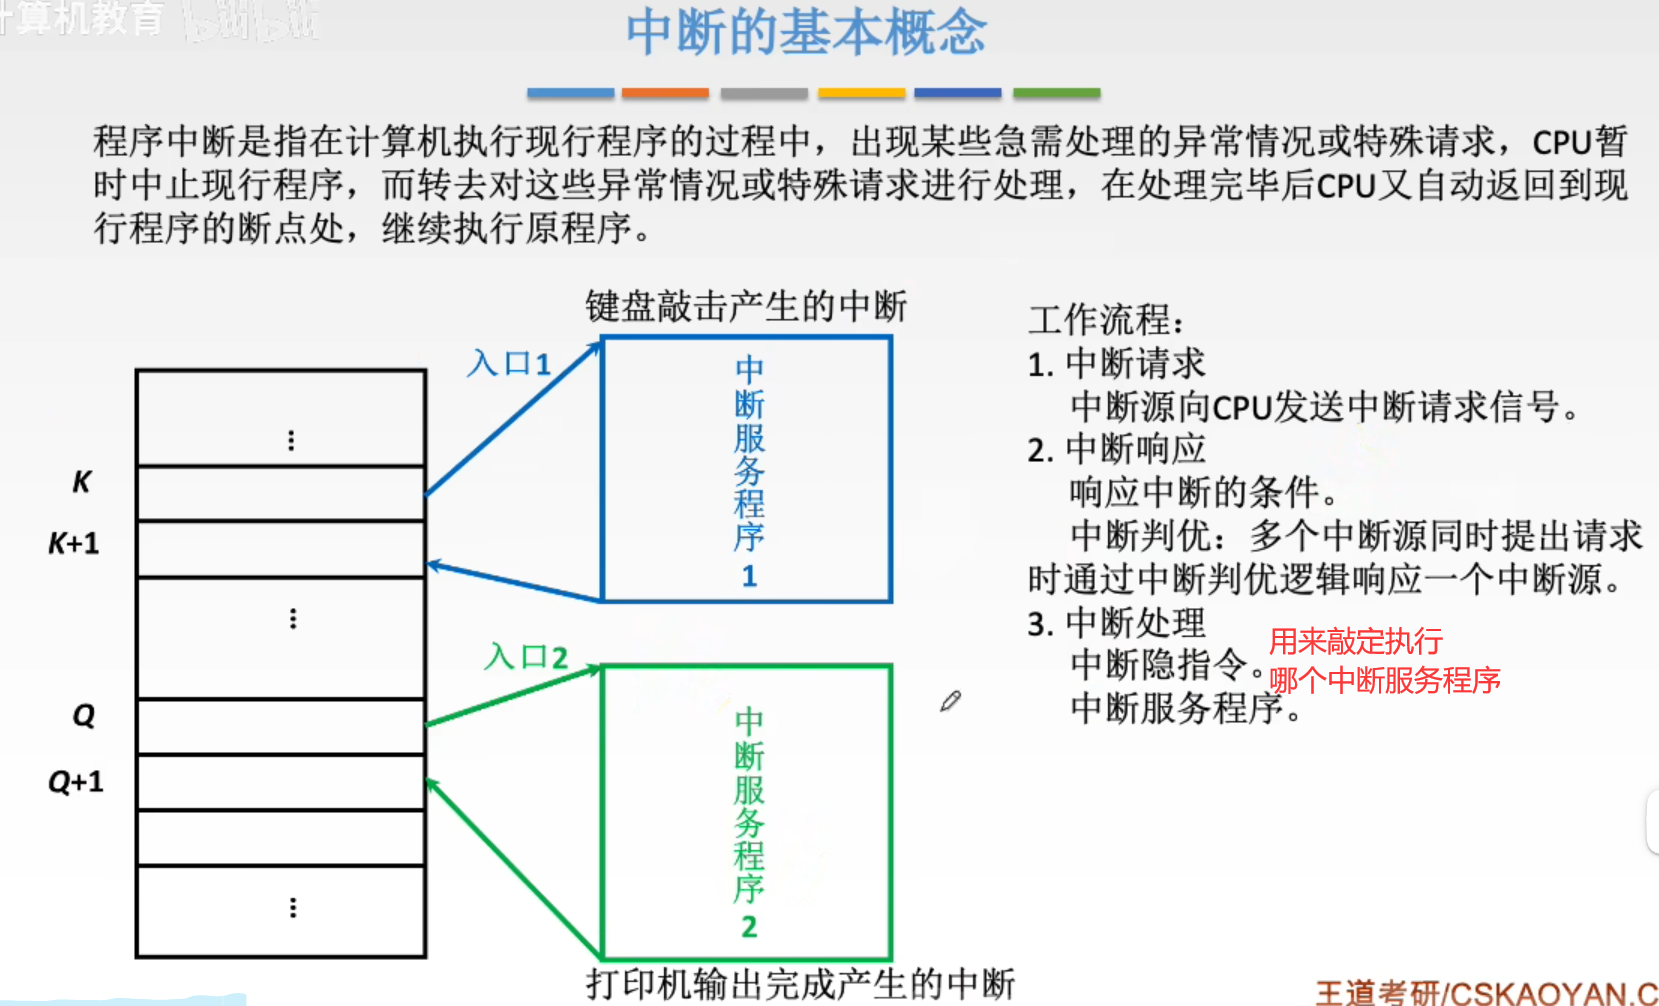 计算机教育 bilibili
中断的基本概念
程序中断是指在计算机执行现行程序的过程中，出现某些急需处理的异常情况或特殊请求，CPU暂
时中止现行程序，而转去对这些异常情况或特殊请求进行处理，在处理完毕后CPU又自动返回到现
行程序的断点处，继续执行原程序。
键盘敲击产生的中断
入口1
中断服务程序1
K
K+1
⋮
⋮
入口2
中断服务程序2
Q
Q+1
⋮
打印机输出完成产生的中断
工作流程：
1. 中断请求
中断源向CPU发送中断请求信号。
2. 中断响应
响应中断的条件。
中断判优：多个中断源同时提出请求
时通过中断判优逻辑响应一个中断源。
3. 中断处理
中断隐指令。
用来敲定执行
哪个中断服务程序
中断服务程序。
王道考研/CSKAOYAN.C